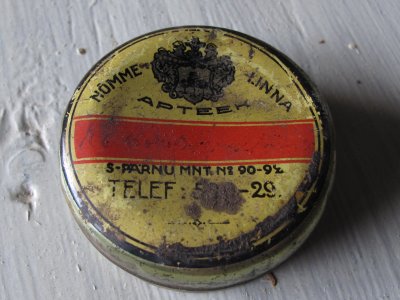 NÕMME LINNA
APTEEK
S-PÄRNU MNT. № 90-9½
TELEF: -29.